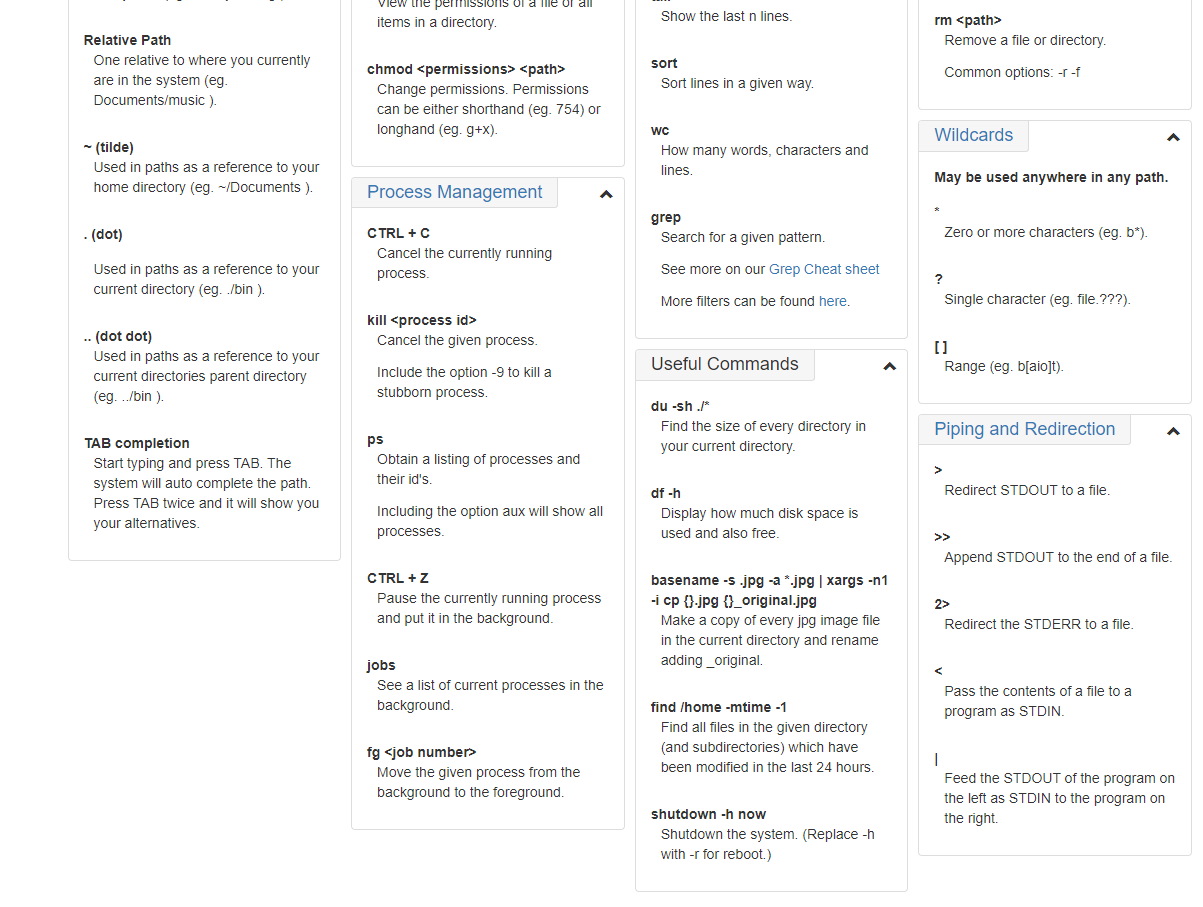 Relative Path
One relative to where you currently
are in the system (eg.
Documents/music ).
~ (tilde)
Used in paths as a reference to your
home directory (eg. ~/Documents ).
. (dot)
Used in paths as a reference to your
current directory (eg. ./bin ).
.. (dot dot)
Used in paths as a reference to your
current directories parent directory
(eg. ../bin ).
TAB completion
Start typing and press TAB. The
system will auto complete the path.
Press TAB twice and it will show you
your alternatives.
View the permissions of a file or all
items in a directory.
chmod <permissions> <path>
Change permissions. Permissions
can be either shorthand (eg. 754) or
longhand (eg. g+x).
Process Management
CTRL + C
Cancel the currently running
process.
kill <process id>
Cancel the given process.
Include the option -9 to kill a
stubborn process.
ps
Obtain a listing of processes and
their id's.
Including the option aux will show all
processes.
CTRL + Z
Pause the currently running process
and put it in the background.
jobs
See a list of current processes in the
background.
fg <job number>
Move the given process from the
background to the foreground.
Show the last n lines.
sort
Sort lines in a given way.
wc
How many words, characters and
lines.
grep
Search for a given pattern.
See more on our Grep Cheat sheet
More filters can be found here.
Useful Commands
du -sh ./*
Find the size of every directory in
your current directory.
df -h
Display how much disk space is
used and also free.
basename -s .jpg -a *.jpg | xargs -n1
-i cp {}.jpg {}_original.jpg
Make a copy of every jpg image file
in the current directory and rename
adding _original.
find /home -mtime -1
Find all files in the given directory
(and subdirectories) which have
been modified in the last 24 hours.
shutdown -h now
Shutdown the system. (Replace -h
with -r for reboot.)
rm <path>
Remove a file or directory.
Common options: -r -f
Wildcards
May be used anywhere in any path.
*
Zero or more characters (eg. b*).
?
Single character (eg. file.???).
[ ]
Range (eg. b[aio]t).
Piping and Redirection
>
Redirect STDOUT to a file.
>>
Append STDOUT to the end of a file.
2>
Redirect the STDERR to a file.
<
Pass the contents of a file to a
program as STDIN.
|
Feed the STDOUT of the program on
the left as STDIN to the program on
the right.